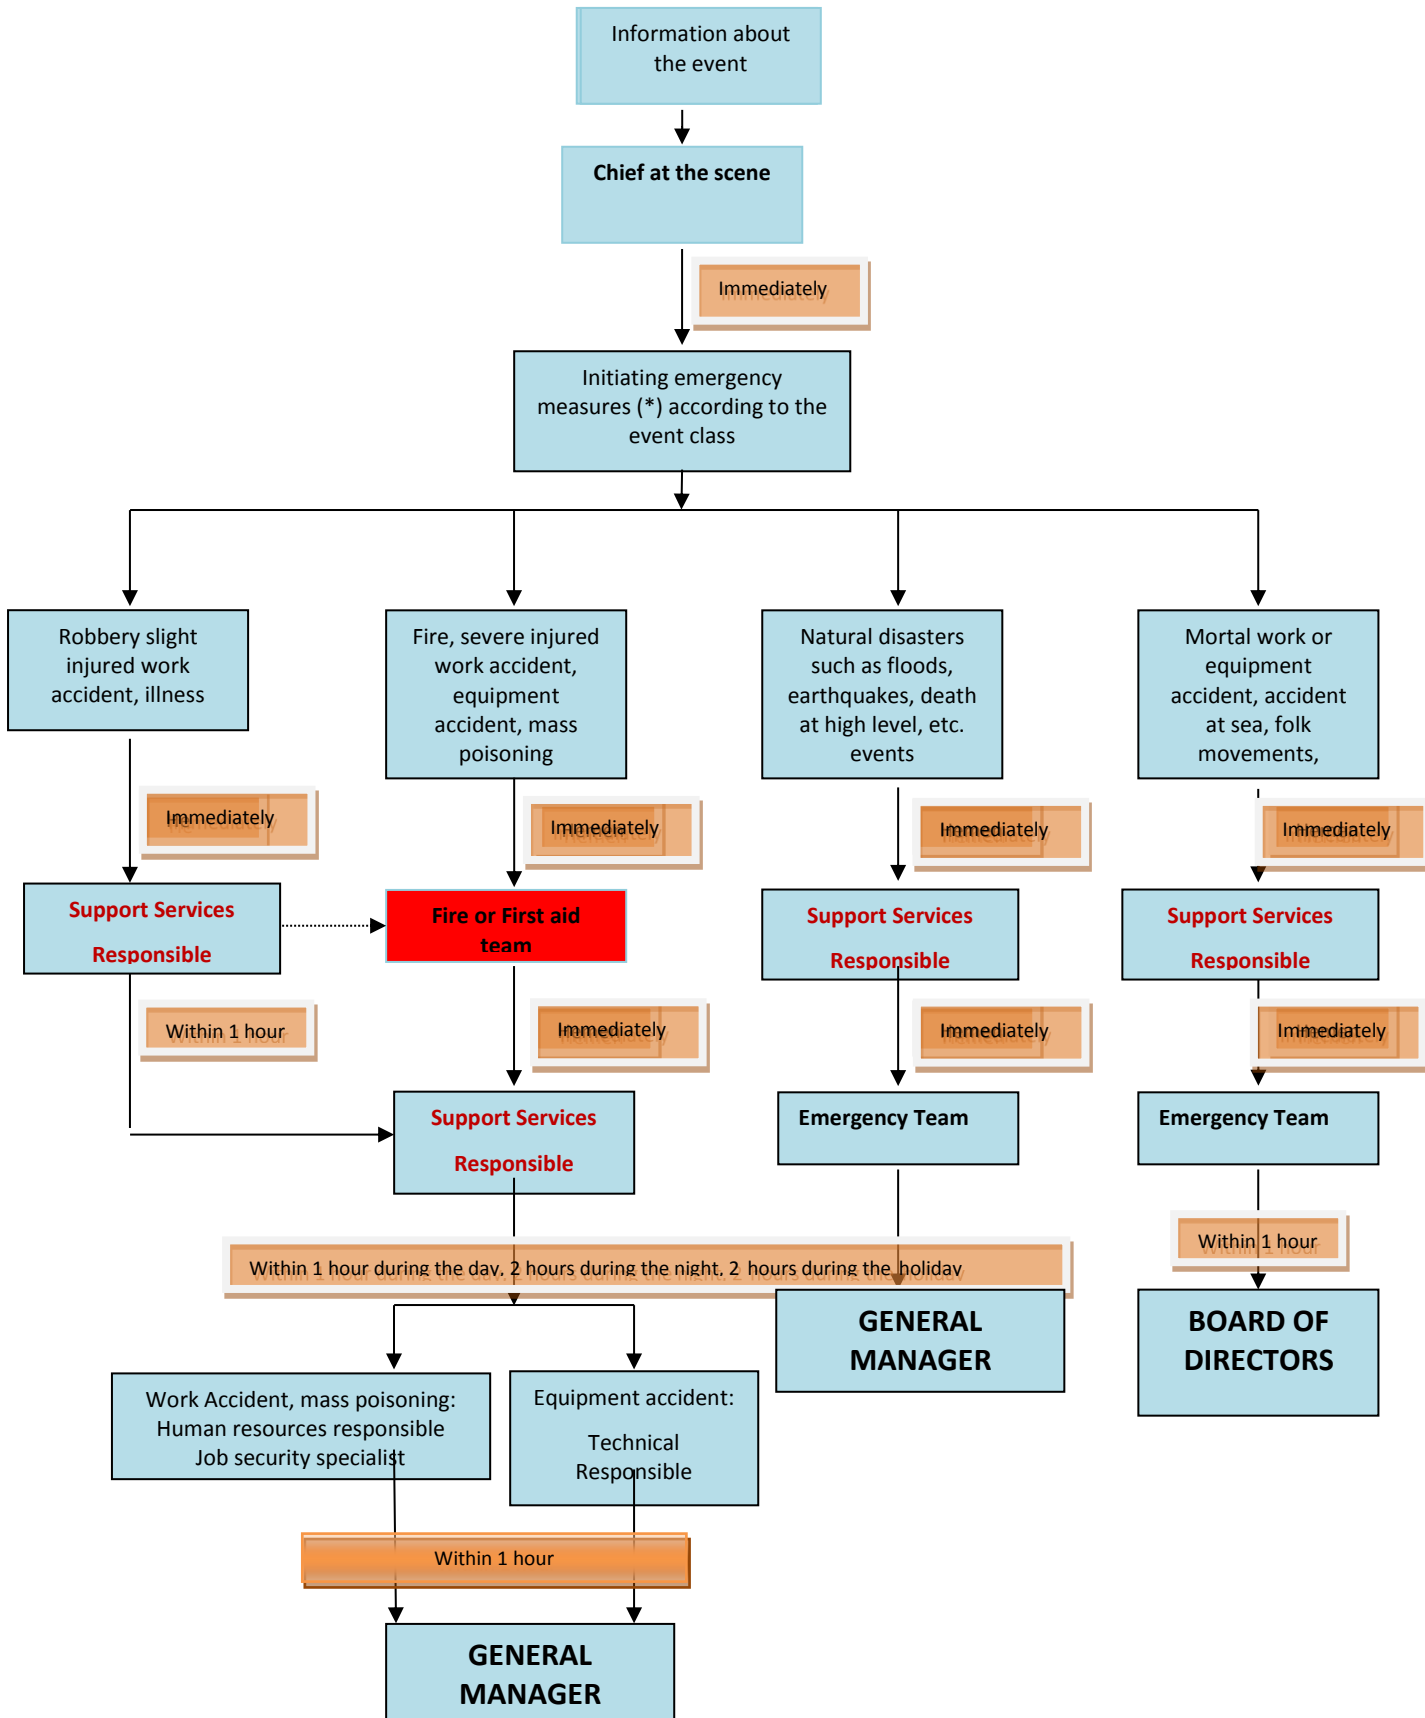 Information about
the event
Chief at the scene
Immediately
Initiating emergency
measures (*) according to the
event class
Robbery slight
injured work
accident, illness
Fire, severe injured
work accident,
equipment
accident, mass
poisoning
Natural disasters
such as floods,
earthquakes, death
at high level, etc.
events
Mortal work or
equipment
accident, accident
at sea, folk
movements,
Immediately
Immediately
Immediately
Immediately
Support Services
Responsible
Fire or First aid
team
Support Services
Responsible
Support Services
Responsible
Within 1 hour
Immediately
Immediately
Immediately
Support Services
Responsible
Emergency Team
Emergency Team
Within 1 hour during the day, 2 hours during the night, 2 hours during the holiday
Within 1 hour
GENERAL
MANAGER
BOARD OF
DIRECTORS
Work Accident, mass poisoning:
Human resources responsible
Job security specialist
Equipment accident:
Technical
Responsible
Within 1 hour
GENERAL
MANAGER